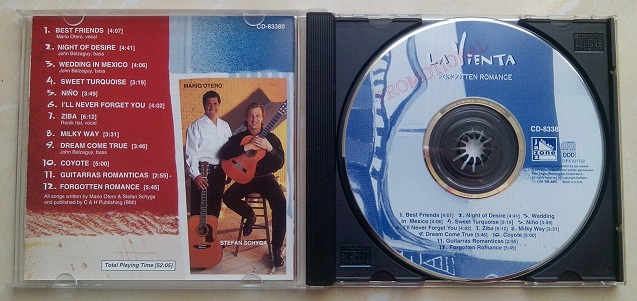 1. BEST FRIENDS [4:07]
Mario Otero, vocal
2. NIGHT OF DESIRE [4:41]
John Belzaguy, bass
3. WEDDING IN MEXICO [4:06]
John Belzaguy, bass
4. SWEET TURQUOISE [3:19]
5. NIÑO [3:49]
6. I'LL NEVER FORGET YOU [4:02]
7. ZIBA [6:12]
8. MILKY WAY [3:31]
9. DREAM COME TRUE [3:46]
John Belzaguy, bass
10. COYOTE [5:00]
11. GUITARRAS ROMANTICAS [2:55]
12. FORGOTTEN ROMANCE [5:45]
All songs written by Mario Otero & Stefan Schyga
and published by C & H Publishing (BMI)
Total Playing Time [52:05]
CD-83380
MARIO OTERO
STEFAN SCHYGA
LaVienta
FORGOTTEN ROMANCE
PROMOTIONAL
CD-8338
Jazz
zone
DDD
1. Best Friends [4:07] 2. Night of Desire [4:41] 3. Wedding
in Mexico [4:06] 4. Sweet Turquoise [3:19] 5. Niño [3:49]
6. I'll Never Forget You [4:02] 7. Ziba [6:12] 8. Milky Way [3:31]
9. Dream Come True [3:46] 10. Coyote [5:00]
11. Guitarras Romanticas [2:55]
12. Forgotten Romance [5:45]